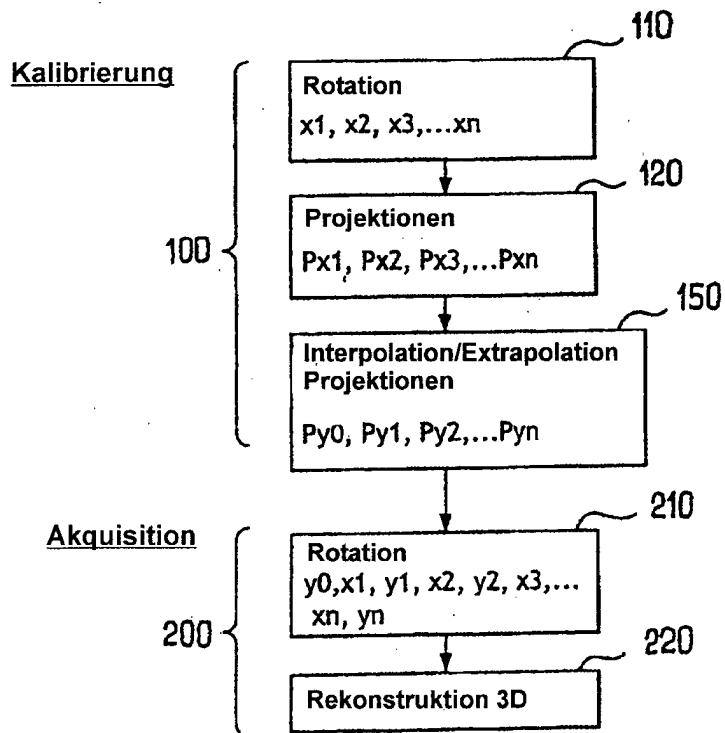 110
Kalibrierung
Rotation
x1, x2, x3,...xn
120
Projektionen
Px1, Px2, Px3,...Pxn
100
150
Interpolation/Extrapolation
Projektionen
Py0, Py1, Py2,...Pyn
210
Akquisition
Rotation
y0,x1, y1, x2, y2, x3,...
xn, yn
200
220
Rekonstruktion 3D